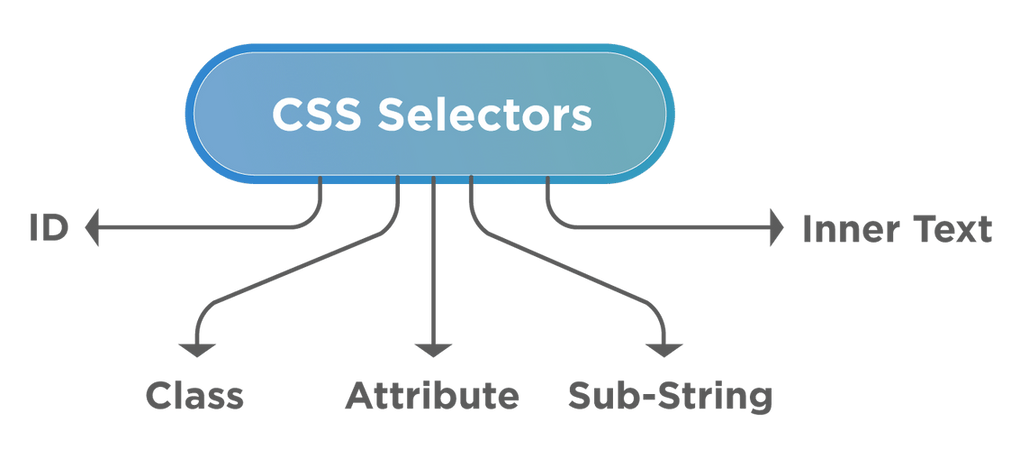 CSS Selectors
ID
Inner Text
Class
Attribute
Sub-String